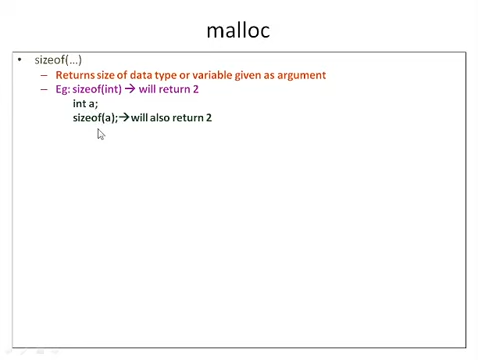 malloc
• sizeof(...)
– Returns size of data type or variable given as argument
– Eg: sizeof(int) → will return 2
int a;
sizeof(a);→will also return 2